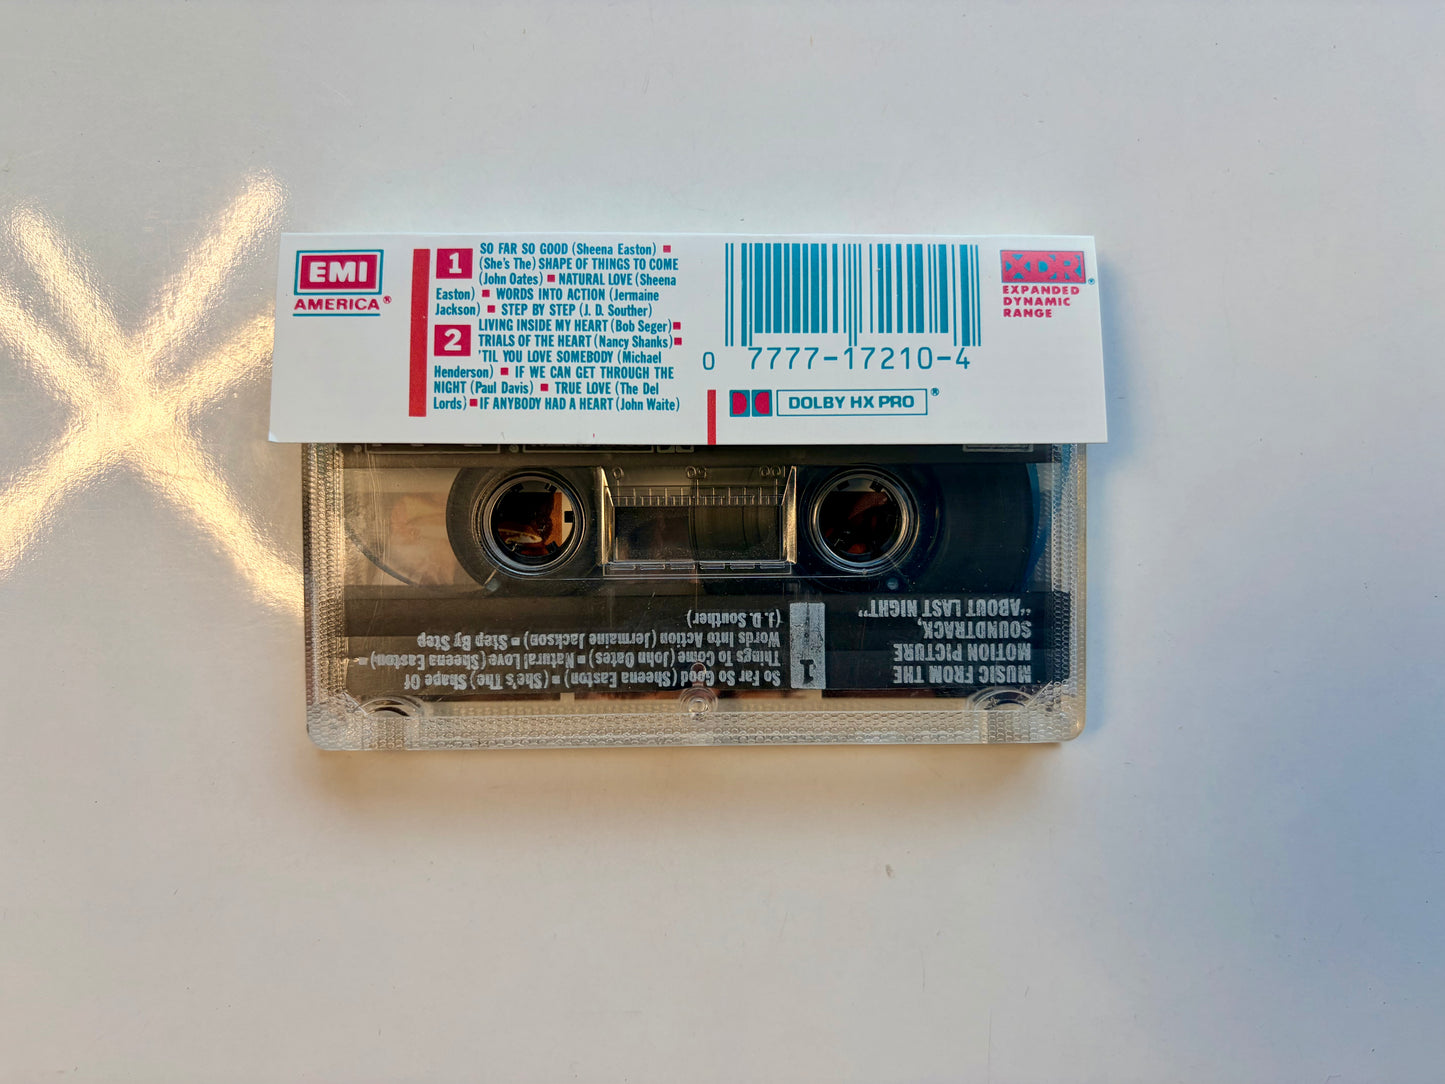 EMI
AMERICA®
1
SO FAR SO GOOD (Sheena Easton) ■
(She's The) SHAPE OF THINGS TO COME
(John Oates) ■ NATURAL LOVE (Sheena
Easton) ■ WORDS INTO ACTION (Jermaine
Jackson) ■ STEP BY STEP (J. D. Souther)
2
LIVING INSIDE MY HEART (Bob Seger) ■
TRIALS OF THE HEART (Nancy Shanks) ■
'TIL YOU LOVE SOMEBODY (Michael
Henderson) ■ IF WE CAN GET THROUGH THE
NIGHT (Paul Davis) ■ TRUE LOVE (The Del
Lords) ■ IF ANYBODY HAD A HEART (John Waite)
0 7777-17210-4
DOLBY HX PRO®
XDR®
EXPANDED
DYNAMIC
RANGE
0 50 100
MUSIC FROM THE
MOTION PICTURE
SOUNDTRACK,
"ABOUT LAST NIGHT"
1
So Far So Good (Sheena Easton) ■ (She's The) Shape Of
Things To Come (John Oates) ■ Natural Love (Sheena Easton) ■
Words Into Action (Jermaine Jackson) ■ Step By Step
(J. D. Souther)